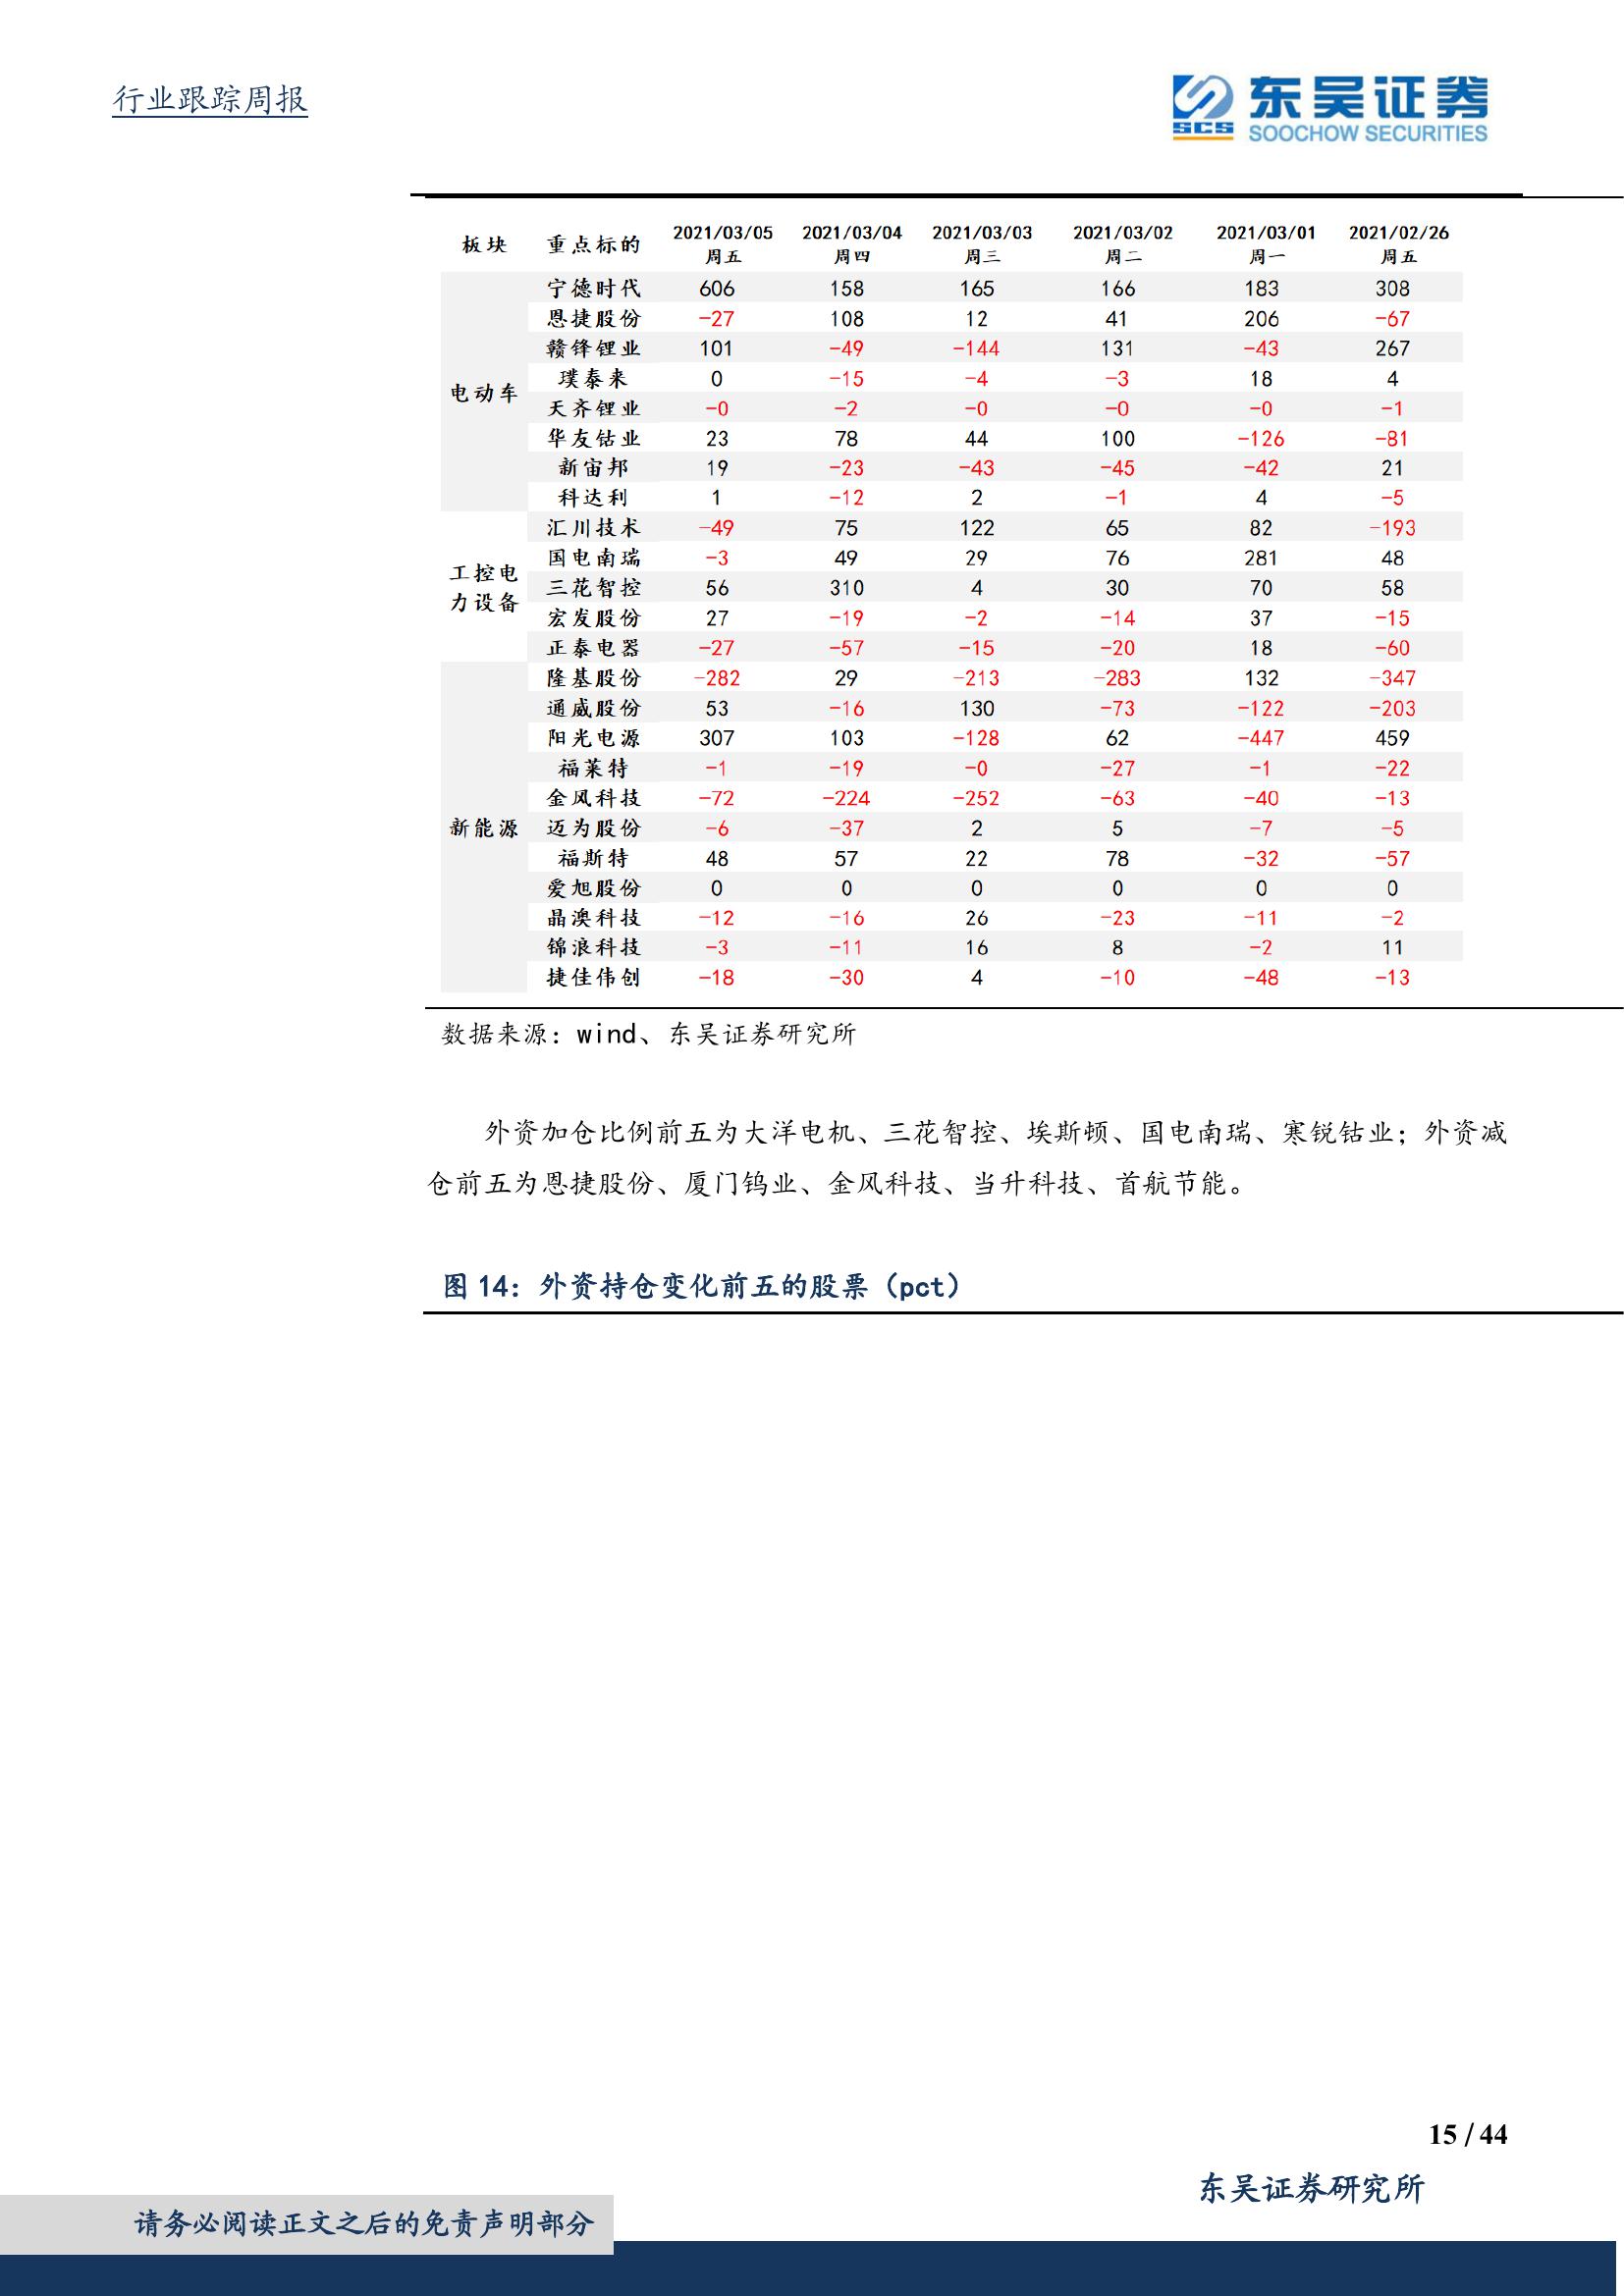 行业跟踪周报
SCS 东吴证券
SOOCHOW SECURITIES
板块 重点标的 2021/03/05 2021/03/04 2021/03/03 2021/03/02 2021/03/01 2021/02/26
周五 周四 周三 周二 周一 周五
电动车
宁德时代 606 158 165 166 183 308
恩捷股份 -27 108 12 41 206 -67
赣锋锂业 101 -49 -144 131 -43 267
璞泰来 0 -15 -4 -3 18 4
天齐锂业 -0 -2 -0 -0 -0 -1
华友钴业 23 78 44 100 -126 -81
新宙邦 19 -23 -43 -45 -42 21
科达利 1 -12 2 -1 4 -5
工控电
力设备
汇川技术 -49 75 122 65 82 -193
国电南瑞 -3 49 29 76 281 48
三花智控 56 310 4 30 70 58
宏发股份 27 -19 -2 -14 37 -15
正泰电器 -27 -57 -15 -20 18 -60
新能源
隆基股份 -282 29 -213 -283 132 -347
通威股份 53 -16 130 -73 -122 -203
阳光电源 307 103 -128 62 -447 459
福莱特 -1 -19 -0 -27 -1 -22
金风科技 -72 -224 -252 -63 -40 -13
迈为股份 -6 -37 2 5 -7 -5
福斯特 48 57 22 78 -32 -57
爱旭股份 0 0 0 0 0 0
晶澳科技 -12 -16 26 -23 -11 -2
锦浪科技 -3 -11 16 8 -2 11
捷佳伟创 -18 -30 4 -10 -48 -13
数据来源：wind、东吴证券研究所
外资加仓比例前五为大洋电机、三花智控、埃斯顿、国电南瑞、寒锐钴业；外资减
仓前五为恩捷股份、厦门钨业、金风科技、当升科技、首航节能。
图 14：外资持仓变化前五的股票（pct）
15 / 44
东吴证券研究所
请务必阅读正文之后的免责声明部分